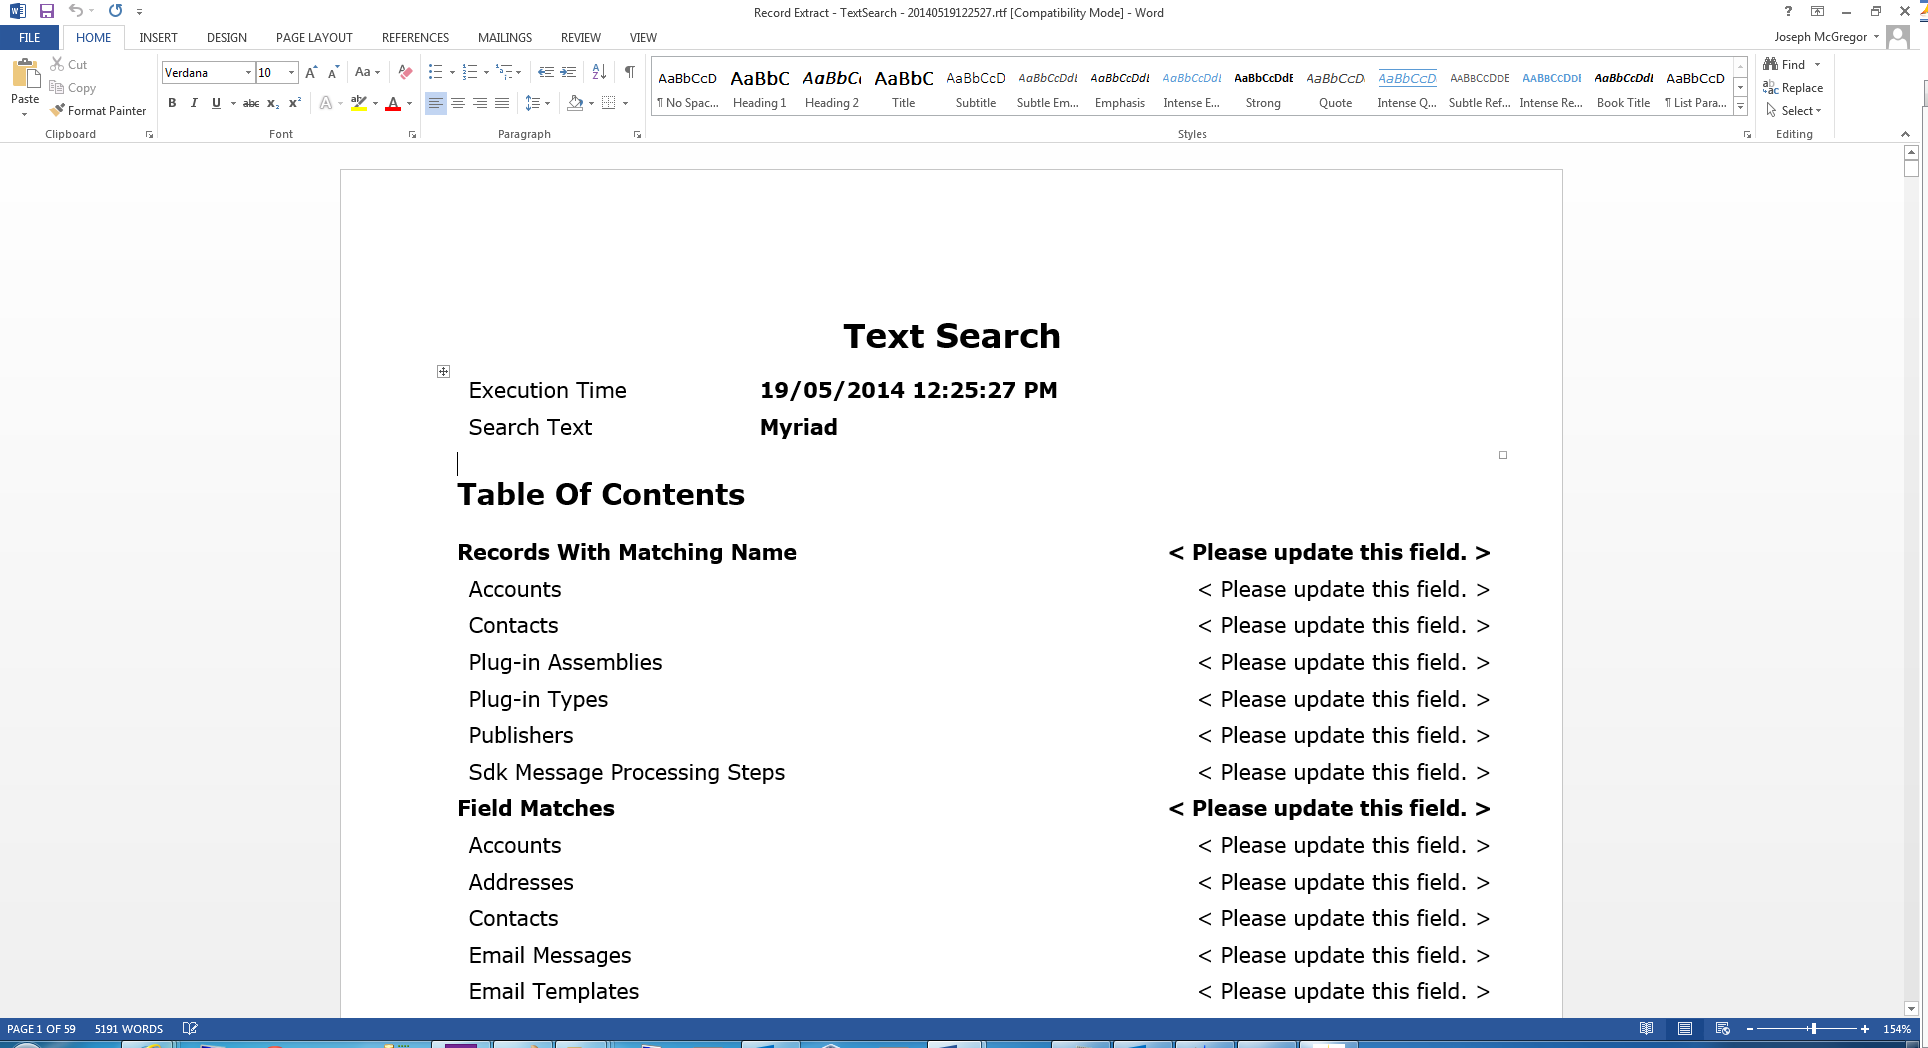 Record Extract - TextSearch - 20140519122527.rtf [Compatibility Mode] - Word
FILE HOME INSERT DESIGN PAGE LAYOUT REFERENCES MAILINGS REVIEW VIEW Joseph McGregor
Paste
Cut
Copy
Format Painter
Clipboard
Verdana 10
Font
Paragraph
AaBbCcD AaBbC AaBbC AaBbC AaBbCcD AaBbCcDdE AaBbCcDdE AaBbCcDdE AaBbCcDdE AaBbCcD AaBbCcD AABBCCDDE AABBCCDDE AaBbCcDdE AaBbCcD
¶ No Spac... Heading 1 Heading 2 Title Subtitle Subtle Em... Emphasis Intense E... Strong Quote Intense Q... Subtle Ref... Intense Re... Book Title ¶ List Para...
Styles
Find
Replace
Select
Editing
Text Search
Execution Time 19/05/2014 12:25:27 PM
Search Text Myriad
Table Of Contents
Records With Matching Name < Please update this field. >
Accounts < Please update this field. >
Contacts < Please update this field. >
Plug-in Assemblies < Please update this field. >
Plug-in Types < Please update this field. >
Publishers < Please update this field. >
Sdk Message Processing Steps < Please update this field. >
Field Matches < Please update this field. >
Accounts < Please update this field. >
Addresses < Please update this field. >
Contacts < Please update this field. >
Email Messages < Please update this field. >
Email Templates < Please update this field. >
PAGE 1 OF 59 5191 WORDS 154%